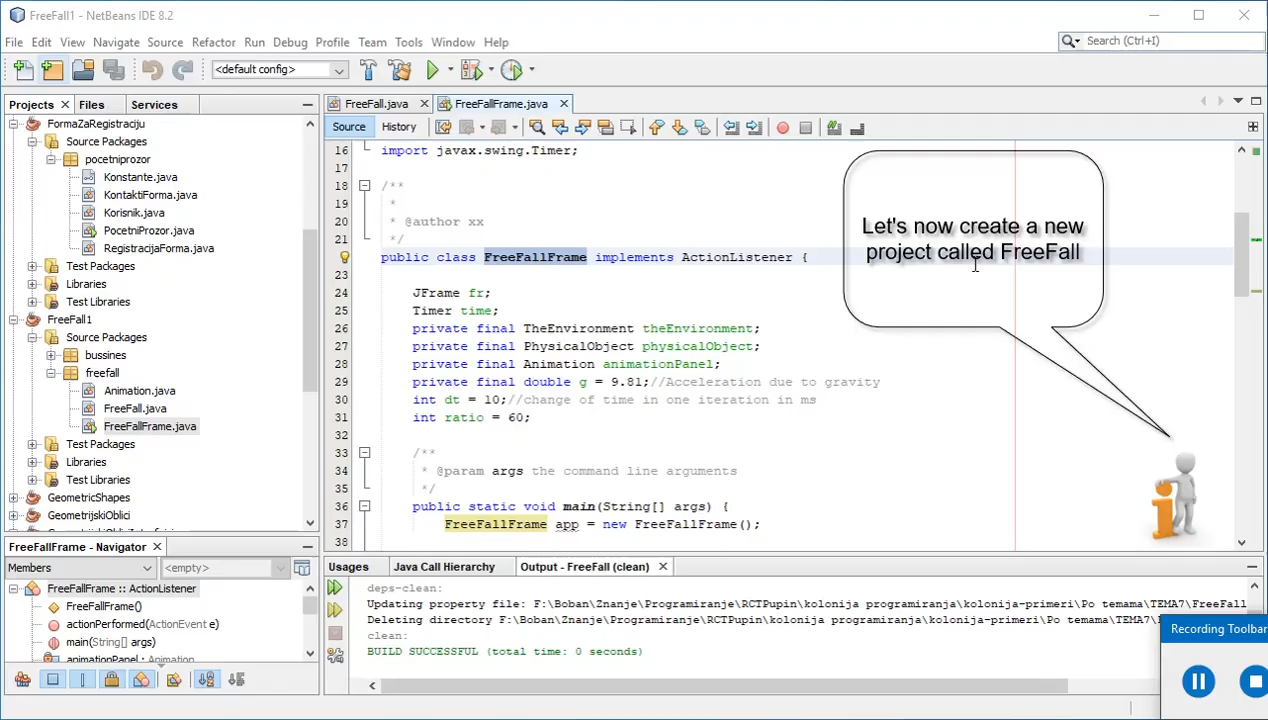 FreeFall1 - NetBeans IDE 8.2
File Edit View Navigate Source Refactor Run Debug Profile Team Tools Window Help
Search (Ctrl+I)
<default config>
Projects Files Services
FormaZaRegistraciju
Source Packages
pocetniprozor
Konstante.java
KontaktiForma.java
Korisnik.java
PocetniProzor.java
RegistracijaForma.java
Test Packages
Libraries
Test Libraries
FreeFall1
Source Packages
bussines
freefall
Animation.java
FreeFall.java
FreeFallFrame.java
Test Packages
Libraries
Test Libraries
GeometricShapes
GeometrijskiOblici
FreeFallFrame - Navigator
Members <empty>
FreeFallFrame :: ActionListener
FreeFallFrame()
actionPerformed(ActionEvent e)
main(String[] args)
animationPanel : Animation
FreeFall.java FreeFallFrame.java
Source History
16 import javax.swing.Timer;
17
18 /**
19 *
20 * @author xx
21 */
public class FreeFallFrame implements ActionListener {
23
24 JFrame fr;
25 Timer time;
26 private final TheEnvironment theEnvironment;
27 private final PhysicalObject physicalObject;
28 private final Animation animationPanel;
29 private final double g = 9.81;//Acceleration due to gravity
30 int dt = 10;//change of time in one iteration in ms
31 int ratio = 60;
32
33 /**
34 * @param args the command line arguments
35 */
36 public static void main(String[] args) {
37 FreeFallFrame app = new FreeFallFrame();
38
Let's now create a new
project called FreeFall
Usages Java Call Hierarchy Output - FreeFall (clean)
deps-clean:
Updating property file: F:\Boban\Znanje\Programiranje\RCTPupin\kolonija programiranja\kolonija-primeri\Po temama\TEMA7\FreeFall
Deleting directory F:\Boban\Znanje\Programiranje\RCTPupin\kolonija programiranja\kolonija-primeri\Po temama\TEMA7\F
clean:
BUILD SUCCESSFUL (total time: 0 seconds)
Recording Toolbar